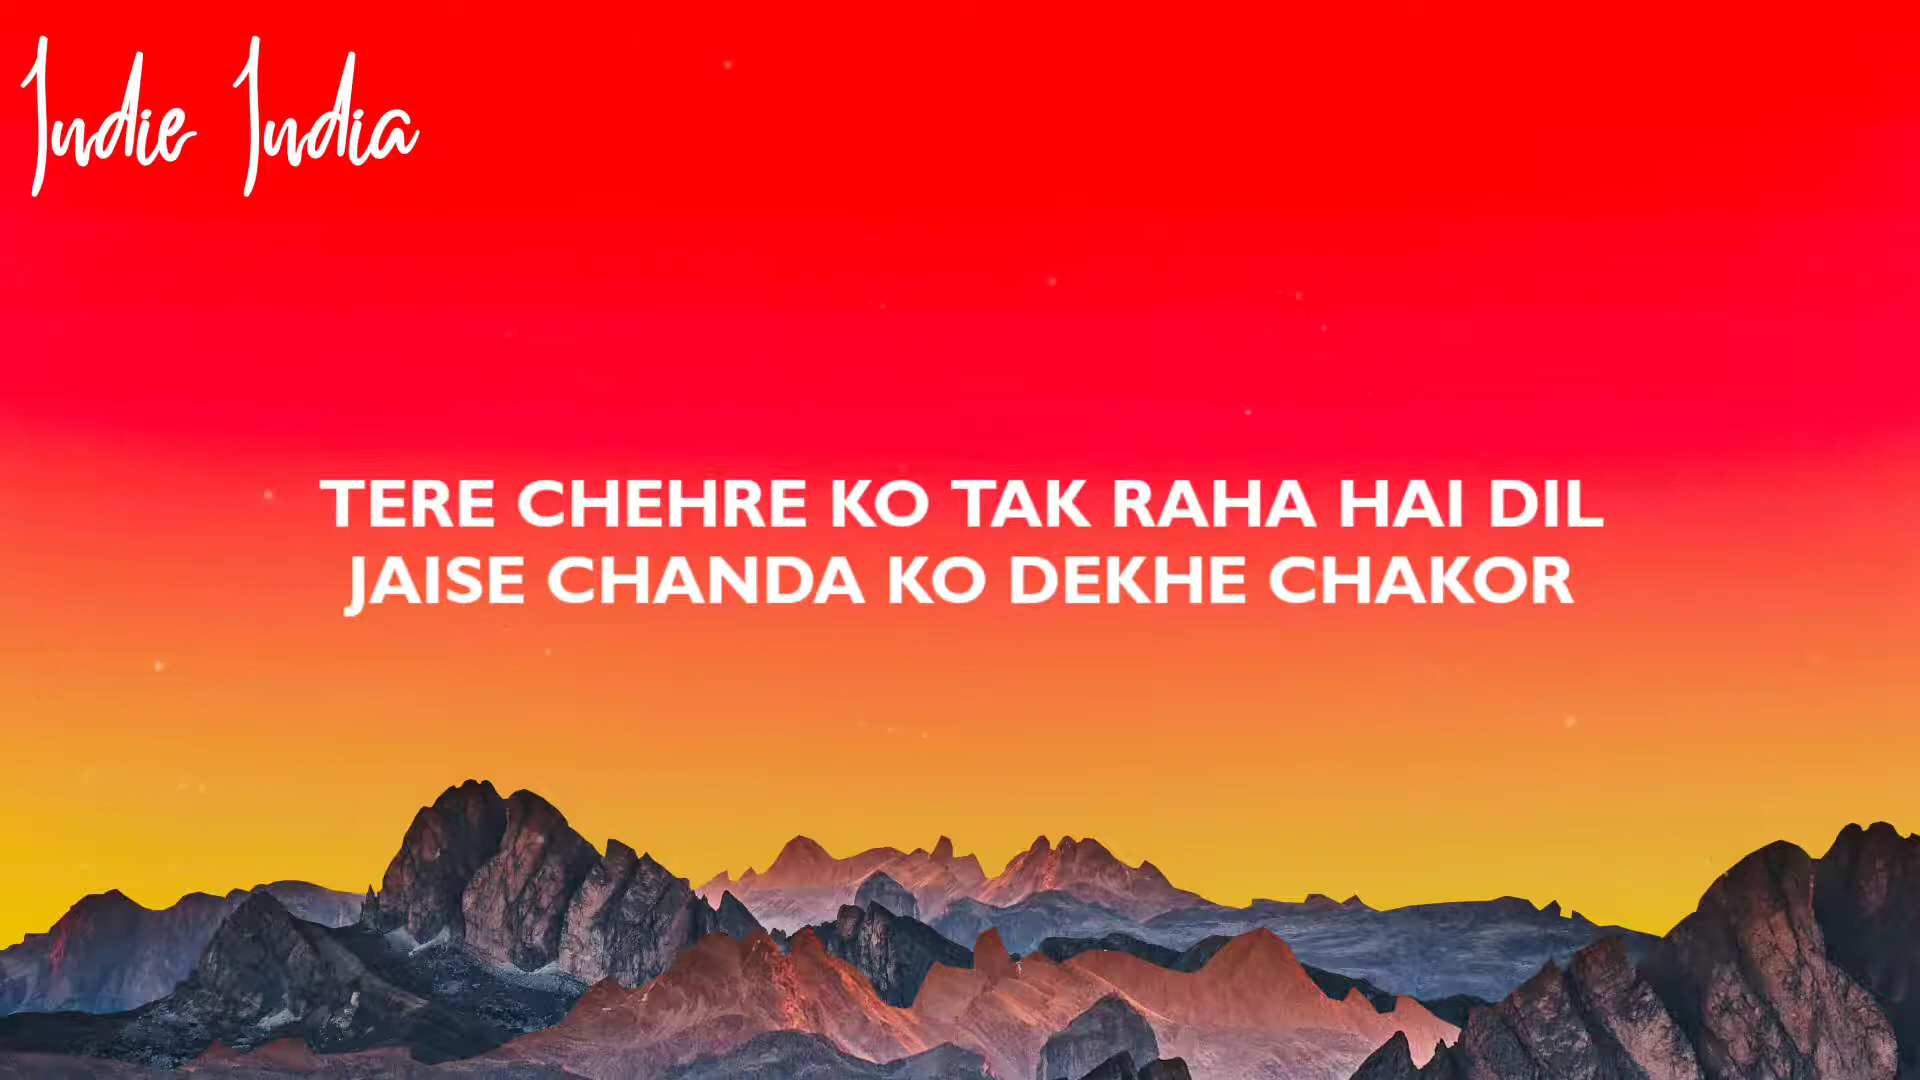 Indie India
TERE CHEHRE KO TAK RAHA HAI DIL
JAISE CHANDA KO DEKHE CHAKOR